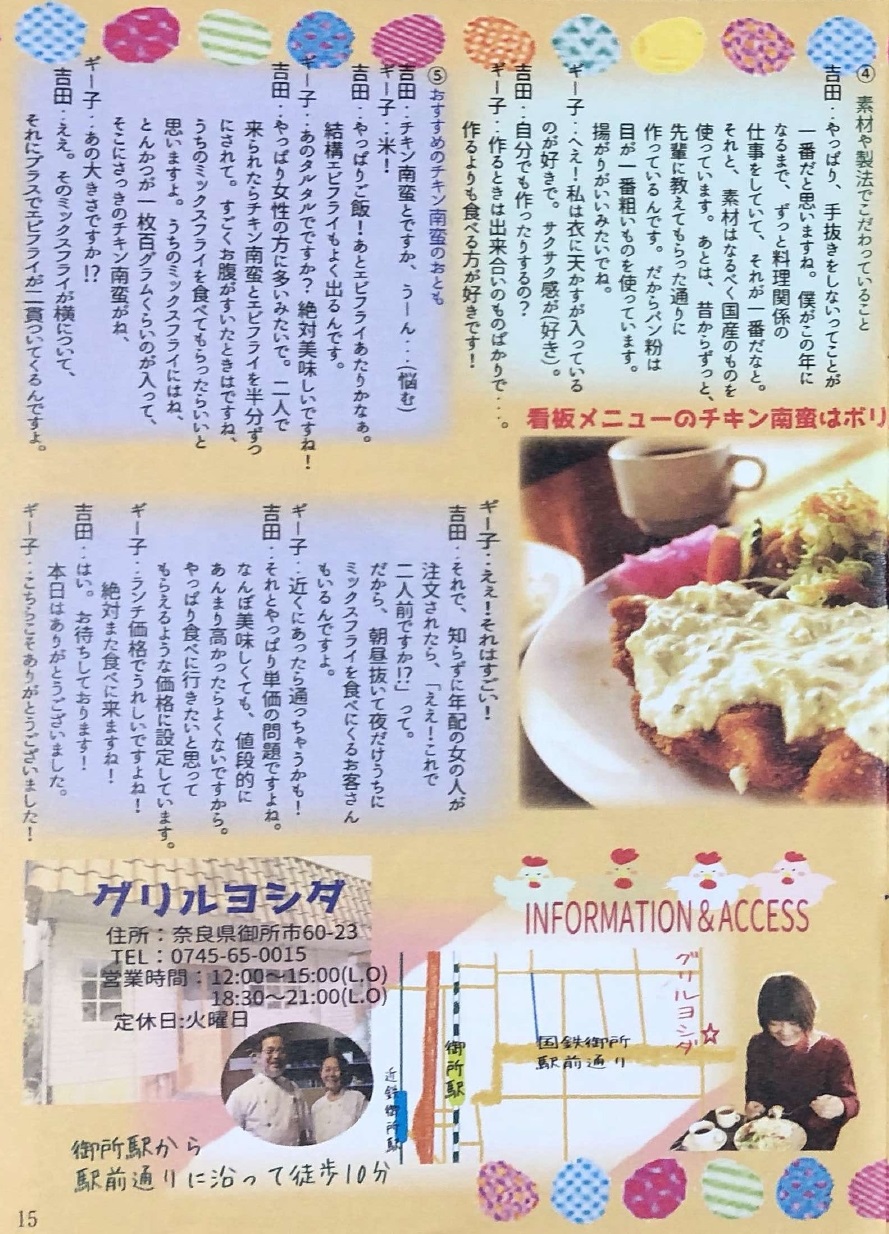 ④ 素材や製法でこだわっていること
吉田：やっぱり、手抜きをしないってことが
一番だと思いますね。僕がこの年に
なるまで、ずっと料理関係の
仕事をしていて、それが一番だなと。
それと、素材はなるべく国産のものを
使っています。あとは、昔からずっと、
先輩に教えてもらった通りに
作っているんです。だからパン粉は
目が一番粗いものを使っています。
揚がりがいいみたいでね。
ギー子：へえ！私は衣に天かすが入っている
のが好きで。サクサク感が（好き）。
吉田：自分でも作ったりするの？
ギー子：作るときは出来合いのものばかりで...。
作るよりも食べる方が好きです！
⑤ おすすめのチキン南蛮のおとも
吉田：チキン南蛮とですか、うーん...（悩む）
ギー子：米！
吉田：やっぱりご飯！あとエビフライあたりかなぁ。
結構エビフライもよく出るんです。
ギー子：あのタルタルでですか？絶対美味しいですね！
吉田：やっぱり女性の方に多いみたいで。二人で
来られたらチキン南蛮とエビフライを半分ずつ
にされて。すごくお腹がすいたときはですね、
うちのミックスフライを食べてもらったらいいと
思いますよ。うちのミックスフライにはね、
とんかつが一枚百グラムくらいのが入って、
そこにさっきのチキン南蛮がね、
ギー子：あの大きさですか！？
吉田：ええ。そのミックスフライが横について、
それにプラスでエビフライが二貫ついてくるんですよ。
看板メニューのチキン南蛮はボリ
ギー子：えぇ！それはすごい！
吉田：それで、知らずに年配の女の人が
注文されたら、「ええ！これで
二人前ですか！？」って。
だから、朝昼抜いて夜だけうちに
ミックスフライを食べにくるお客さん
もいるんですよ。
ギー子：近くにあったら通っちゃうかも！
吉田：それとやっぱり単価の問題ですよね。
なんぼ美味しくても、値段的に
あんまり高かったらよくないですから。
やっぱり食べに行きたいと思って
もらえるような価格に設定しています。
ギー子：ランチ価格でうれしいですよね！
絶対また食べに来ますね！
吉田：はい。お待ちしております！
本日はありがとうございました。
ギー子：こちらこそありがとうございました！
グリルヨシダ
住所：奈良県御所市60-23
TEL：0745-65-0015
営業時間：12:00〜15:00(L.O)
18:30〜21:00(L.O)
定休日:火曜日
御所駅から
駅前通りに沿って徒歩10分
INFORMATION&ACCESS
グリルヨシダ
国鉄御所
駅前通り
御所駅
近鉄御所駅
15